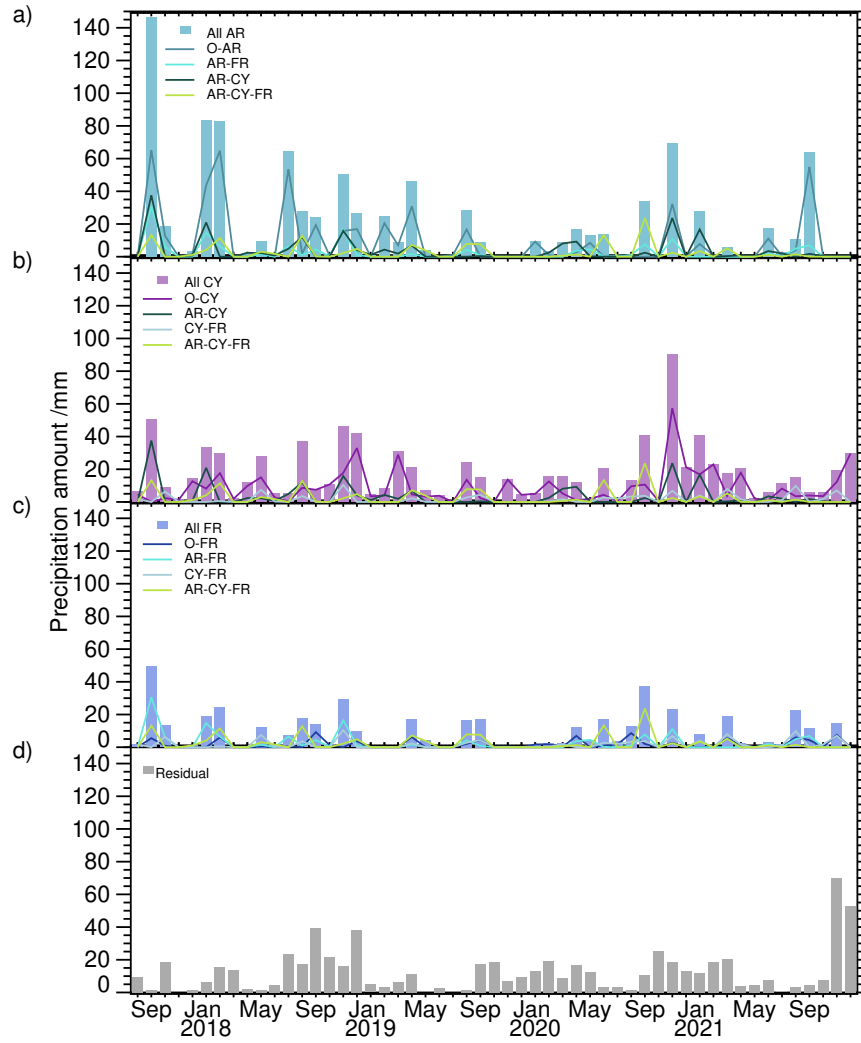 a)
140
120
100
80
60
40
20
0
All AR
O-AR
AR-FR
AR-CY
AR-CY-FR
b)
140
120
100
80
60
40
20
0
All CY
O-CY
AR-CY
CY-FR
AR-CY-FR
Precipitation amount /mm
c)
140
120
100
80
60
40
20
0
All FR
O-FR
AR-FR
CY-FR
AR-CY-FR
d)
140
120
100
80
60
40
20
0
Residual
Sep Jan May Sep Jan May Sep Jan May Sep Jan May Sep
2018 2019 2020 2021